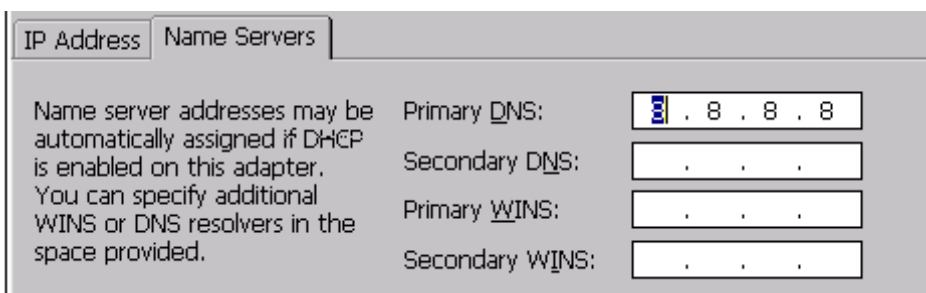 IP Address
Name Servers
Name server addresses may be
automatically assigned if DHCP
is enabled on this adapter.
You can specify additional
WINS or DNS resolvers in the
space provided.
Primary DNS: 8 . 8 . 8 . 8
Secondary DNS: . . .
Primary WINS: . . .
Secondary WINS: . . .